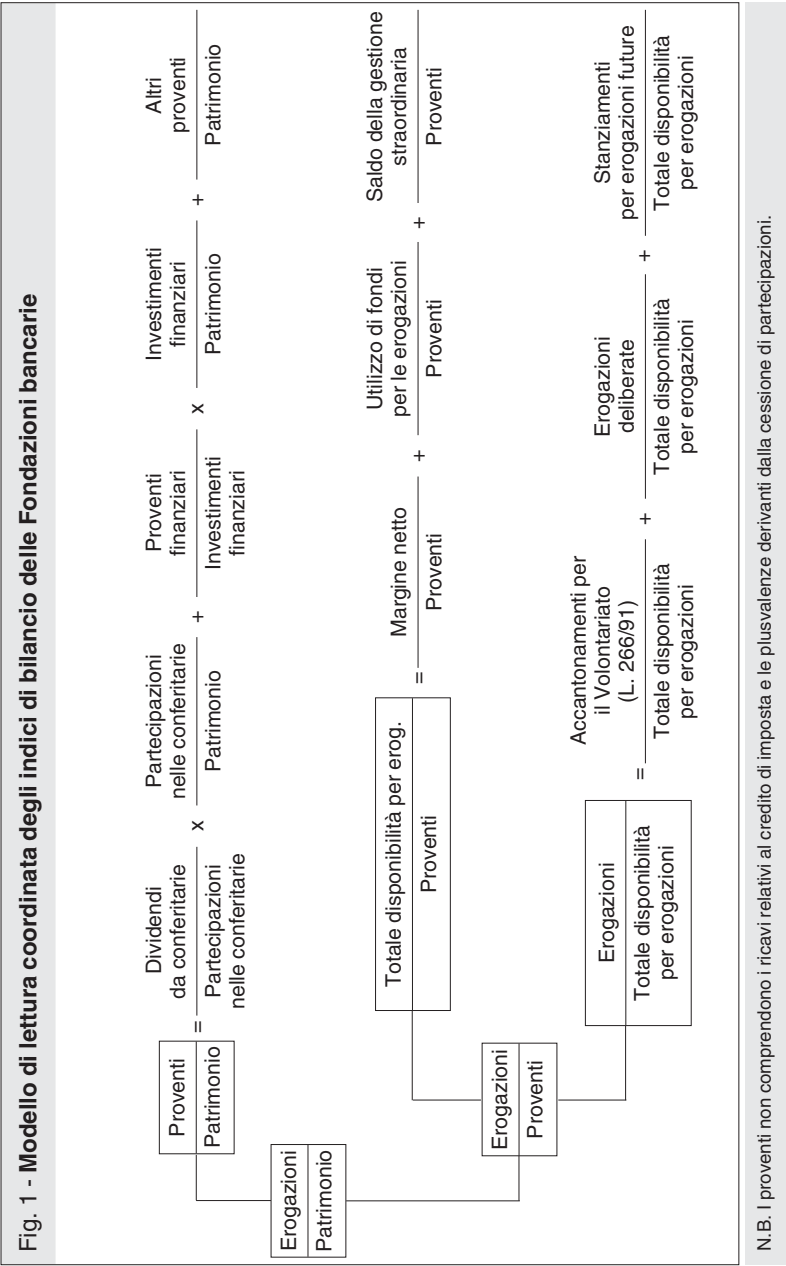 Fig. 1 - Modello di lettura coordinata degli indici di bilancio delle Fondazioni bancarie
Erogazioni
Patrimonio
Proventi
Patrimonio
=
Dividendi
da conferitarie
Partecipazioni
nelle conferitarie
x
Partecipazioni
nelle conferitarie
Patrimonio
+
Proventi
finanziari
Investimenti
finanziari
x
Investimenti
finanziari
Patrimonio
+
Altri
proventi
Patrimonio
Erogazioni
Proventi
Totale disponibilità per erog.
Proventi
=
Margine netto
Proventi
+
Utilizzo di fondi
per le erogazioni
Proventi
+
Saldo della gestione
straordinaria
Proventi
Erogazioni
Totale disponibilità
per erogazioni
=
Accantonamenti per
il Volontariato
(L. 266/91)
Totale disponibilità
per erogazioni
+
Erogazioni
deliberate
Totale disponibilità
per erogazioni
+
Stanziamenti
per erogazioni future
Totale disponibilità
per erogazioni
N.B. I proventi non comprendono i ricavi relativi al credito di imposta e le plusvalenze derivanti dalla cessione di partecipazioni.